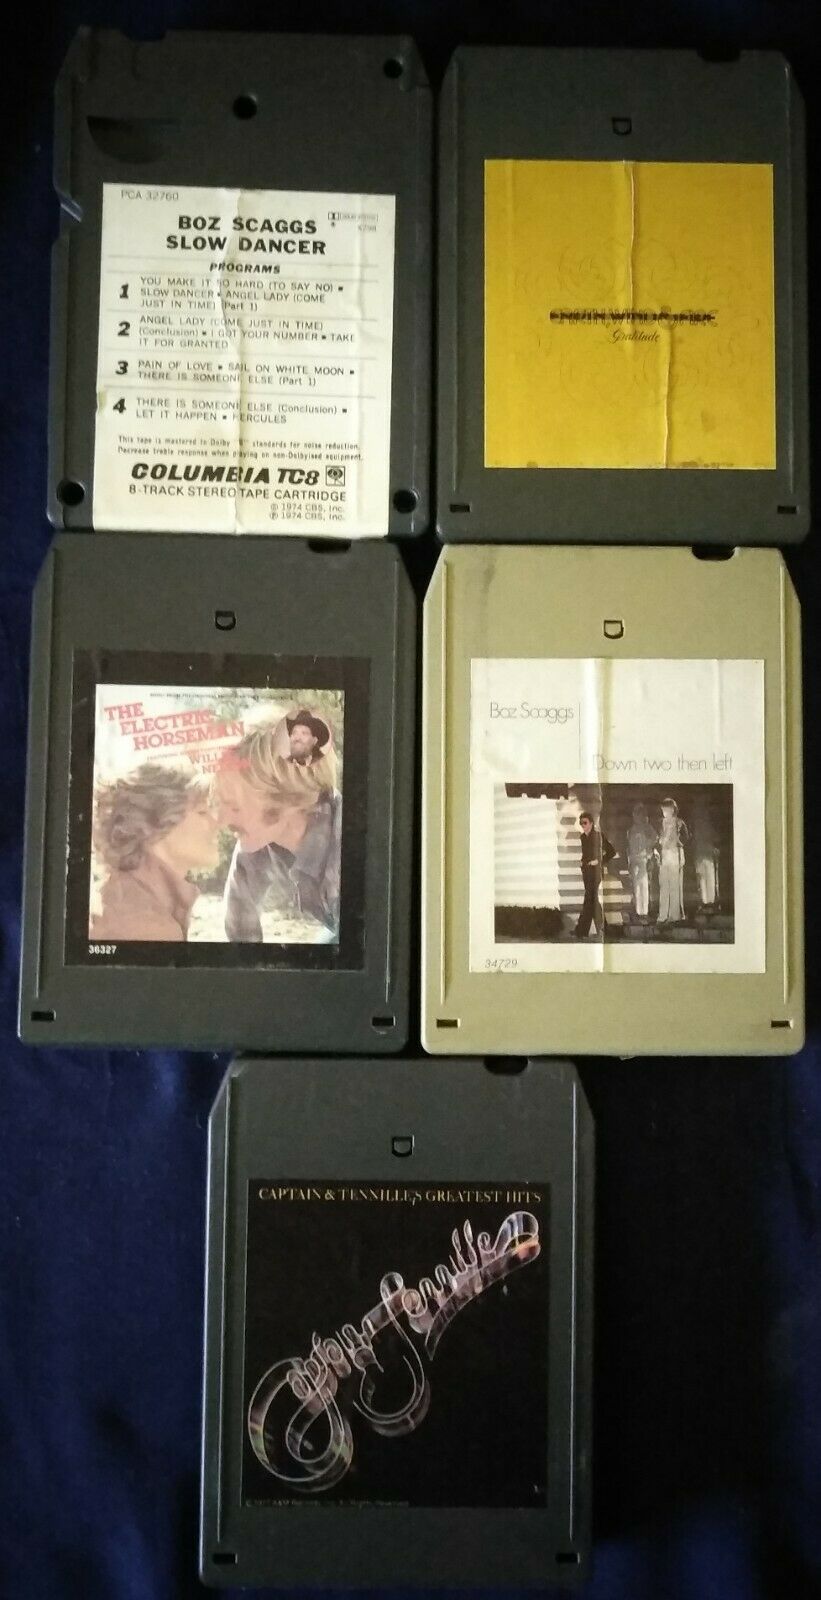 PCA 32760
BOZ SCAGGS
SLOW DANCER
PROGRAMS
1 YOU MAKE IT SO HARD (TO SAY NO) ▪
SLOW DANCER ▪ ANGEL LADY (COME
JUST IN TIME) (Part 1)
2 ANGEL LADY (COME JUST IN TIME)
(Conclusion) ▪ I GOT YOUR NUMBER ▪ TAKE
IT FOR GRANTED
3 PAIN OF LOVE ▪ SAIL ON WHITE MOON ▪
THERE IS SOMEONE ELSE (Part 1)
4 THERE IS SOMEONE ELSE (Conclusion) ▪
LET IT HAPPEN ▪ HERCULES
This tape is mastered to Dolby "B" standards for noise reduction.
Decrease treble response when playing on non-Dolbyised equipment.
COLUMBIA TC8
8-TRACK STEREO TAPE CARTRIDGE
© 1974 CBS, Inc.
℗ 1974 CBS, Inc.
D
EARTH, WIND & FIRE
Gratitude
D
THE
ELECTRIC
HORSEMAN
WILLIE
NELSON
36327
D
Boz Scaggs
Down two then left
34729
D
CAPTAIN & TENNILLE'S GREATEST HITS
Captain & Tennille